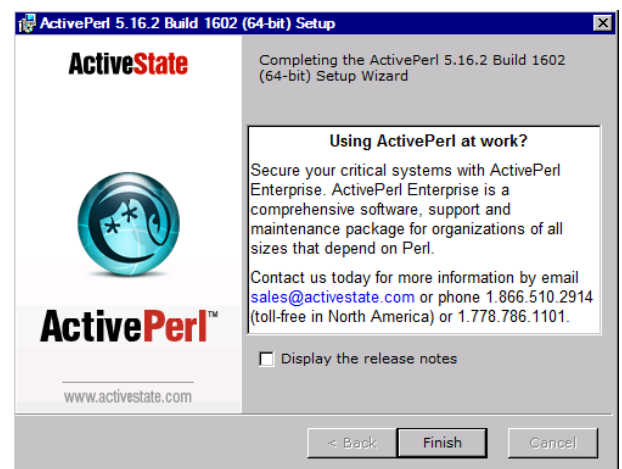 ActivePerl 5.16.2 Build 1602 (64-bit) Setup
ActiveState
Completing the ActivePerl 5.16.2 Build 1602
(64-bit) Setup Wizard
Using ActivePerl at work?
Secure your critical systems with ActivePerl
Enterprise. ActivePerl Enterprise is a
comprehensive software, support and
maintenance package for organizations of all
sizes that depend on Perl.
Contact us today for more information by email
sales@activestate.com or phone 1.866.510.2914
(toll-free in North America) or 1.778.786.1101.
ActivePerl™
www.activestate.com
Display the release notes
< Back
Finish
Cancel